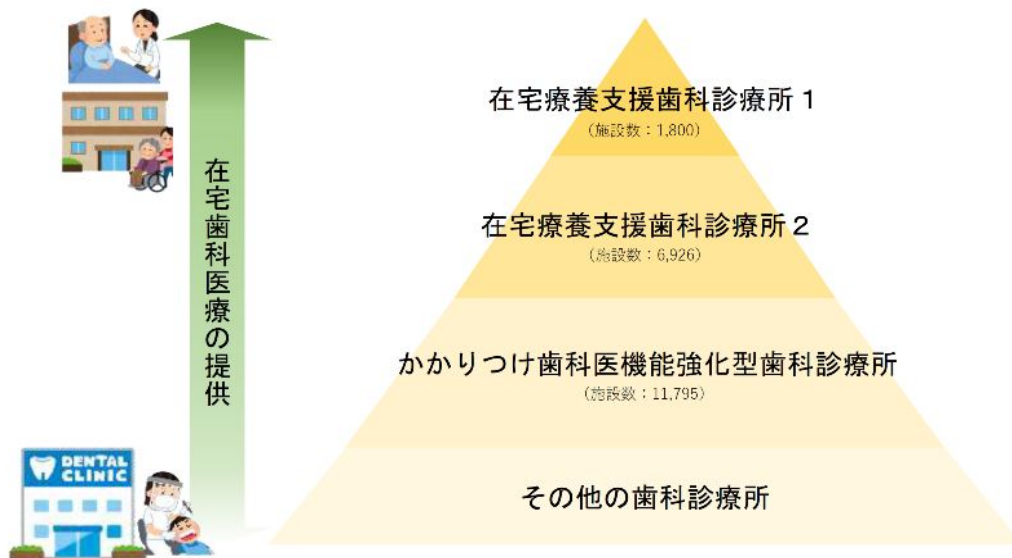 在宅療養支援歯科診療所１
（施設数：1,800）
在宅療養支援歯科診療所２
（施設数：6,926）
かかりつけ歯科医機能強化型歯科診療所
（施設数：11,795）
その他の歯科診療所
在宅歯科医療の提供
DENTAL
CLINIC